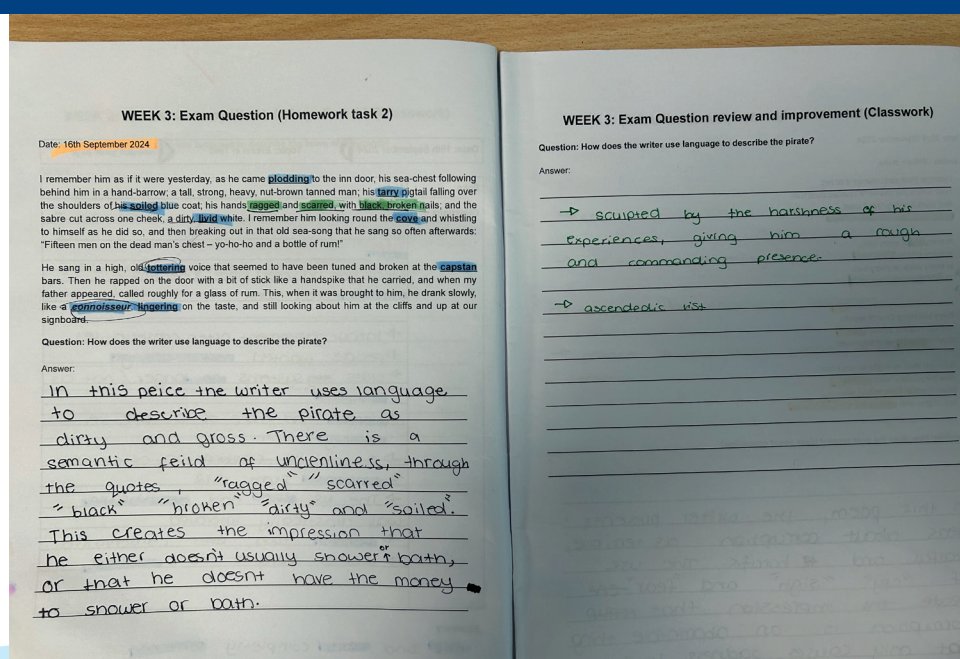 WEEK 3: Exam Question (Homework task 2)
Date: 16th September 2024
I remember him as if it were yesterday, as he came plodding to the inn door, his sea-chest following
behind him in a hand-barrow; a tall, strong, heavy, nut-brown tanned man; his tarry pigtail falling over
the shoulders of his soiled blue coat; his hands ragged and scarred, with black, broken nails; and the
sabre cut across one cheek, a dirty, livid white. I remember him looking round the cove and whistling
to himself as he did so, and then breaking out in that old sea-song that he sang so often afterwards:
"Fifteen men on the dead man's chest – yo-ho-ho and a bottle of rum!"
He sang in a high, old tottering voice that seemed to have been tuned and broken at the capstan
bars. Then he rapped on the door with a bit of stick like a handspike that he carried, and when my
father appeared, called roughly for a glass of rum. This, when it was brought to him, he drank slowly,
like a connoisseur lingering on the taste, and still looking about him at the cliffs and up at our
signboard.
Question: How does the writer use language to describe the pirate?
Answer:
In this peice the writer uses language
to describe the pirate as
dirty and gross. There is a
semantic feild of unclenliness, through
the quotes, "ragged" "scarred"
"black" "broken" "dirty" and "soiled".
This creates the impression that
he either doesn't usually shower or bath,
or that he doesnt have the money
to shower or bath.
WEEK 3: Exam Question review and improvement (Classwork)
Question: How does the writer use language to describe the pirate?
Answer:
→ sculpted by the harshness of his
experiences, giving him a rough
and commanding presence.
→ ascendedic list